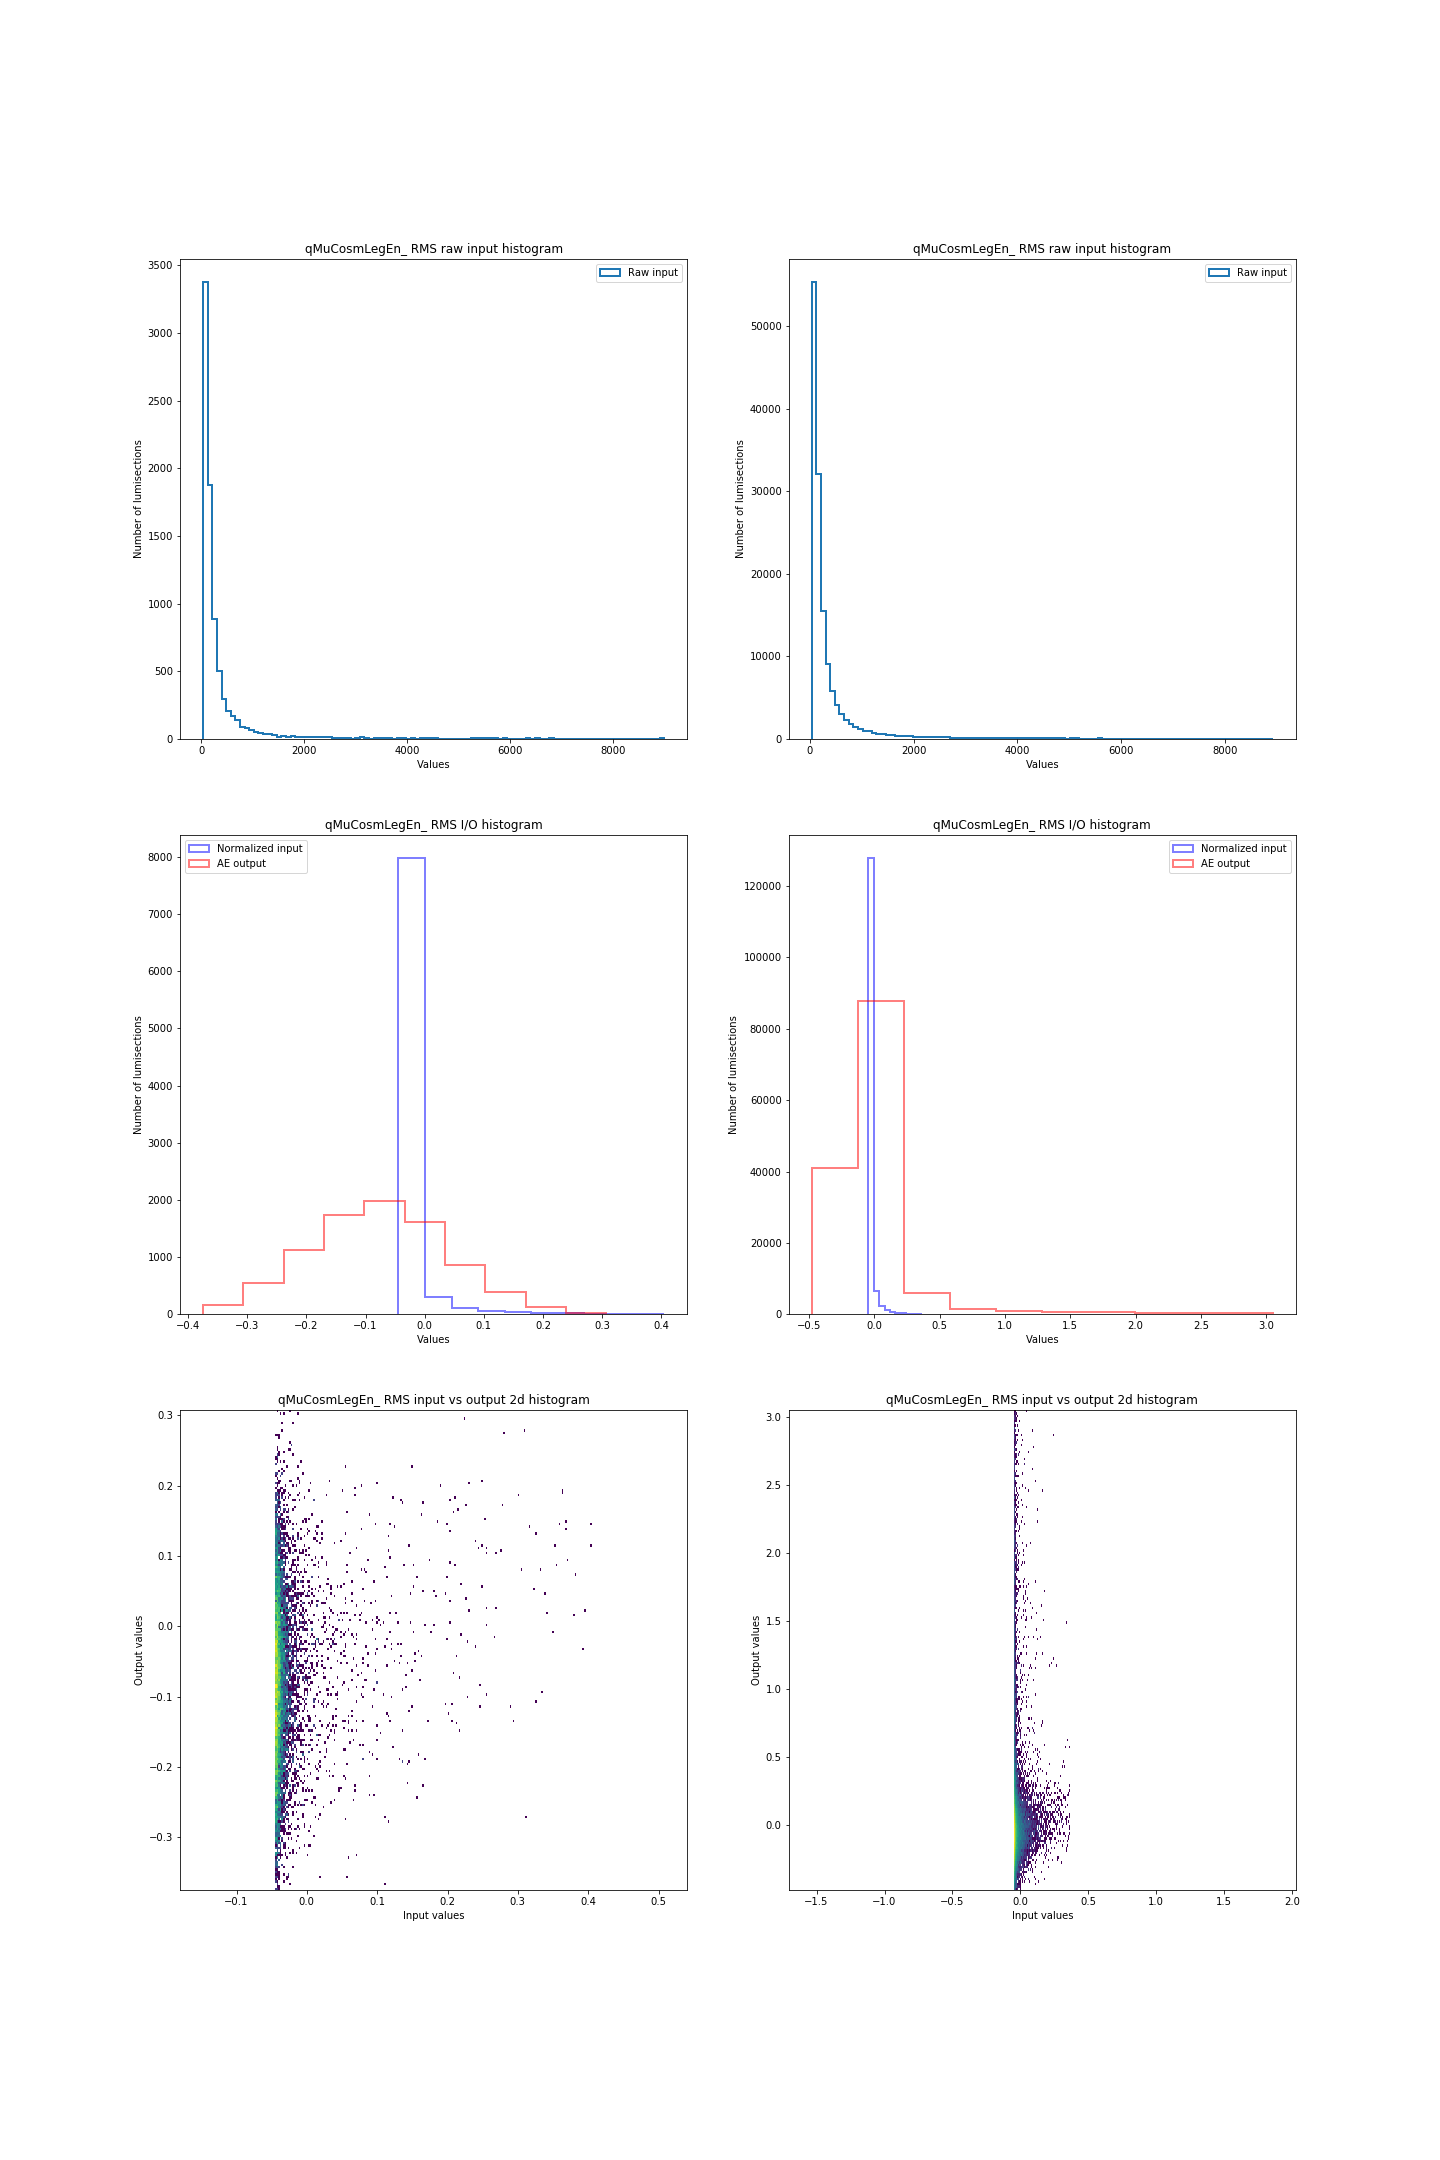 qMuCosmLegEn_ RMS raw input histogram
Raw input
3500
3000
2500
2000
1500
1000
500
0
Number of lumisections
0 2000 4000 6000 8000
Values
qMuCosmLegEn_ RMS raw input histogram
Raw input
50000
40000
30000
20000
10000
0
Number of lumisections
0 2000 4000 6000 8000
Values
qMuCosmLegEn_ RMS I/O histogram
Normalized input
AE output
8000
7000
6000
5000
4000
3000
2000
1000
0
Number of lumisections
−0.4 −0.3 −0.2 −0.1 0.0 0.1 0.2 0.3 0.4
Values
qMuCosmLegEn_ RMS I/O histogram
Normalized input
AE output
120000
100000
80000
60000
40000
20000
0
Number of lumisections
−0.5 0.0 0.5 1.0 1.5 2.0 2.5 3.0
Values
qMuCosmLegEn_ RMS input vs output 2d histogram
0.3
0.2
0.1
0.0
−0.1
−0.2
−0.3
Output values
−0.1 0.0 0.1 0.2 0.3 0.4 0.5
Input values
qMuCosmLegEn_ RMS input vs output 2d histogram
3.0
2.5
2.0
1.5
1.0
0.5
0.0
Output values
−1.5 −1.0 −0.5 0.0 0.5 1.0 1.5 2.0
Input values